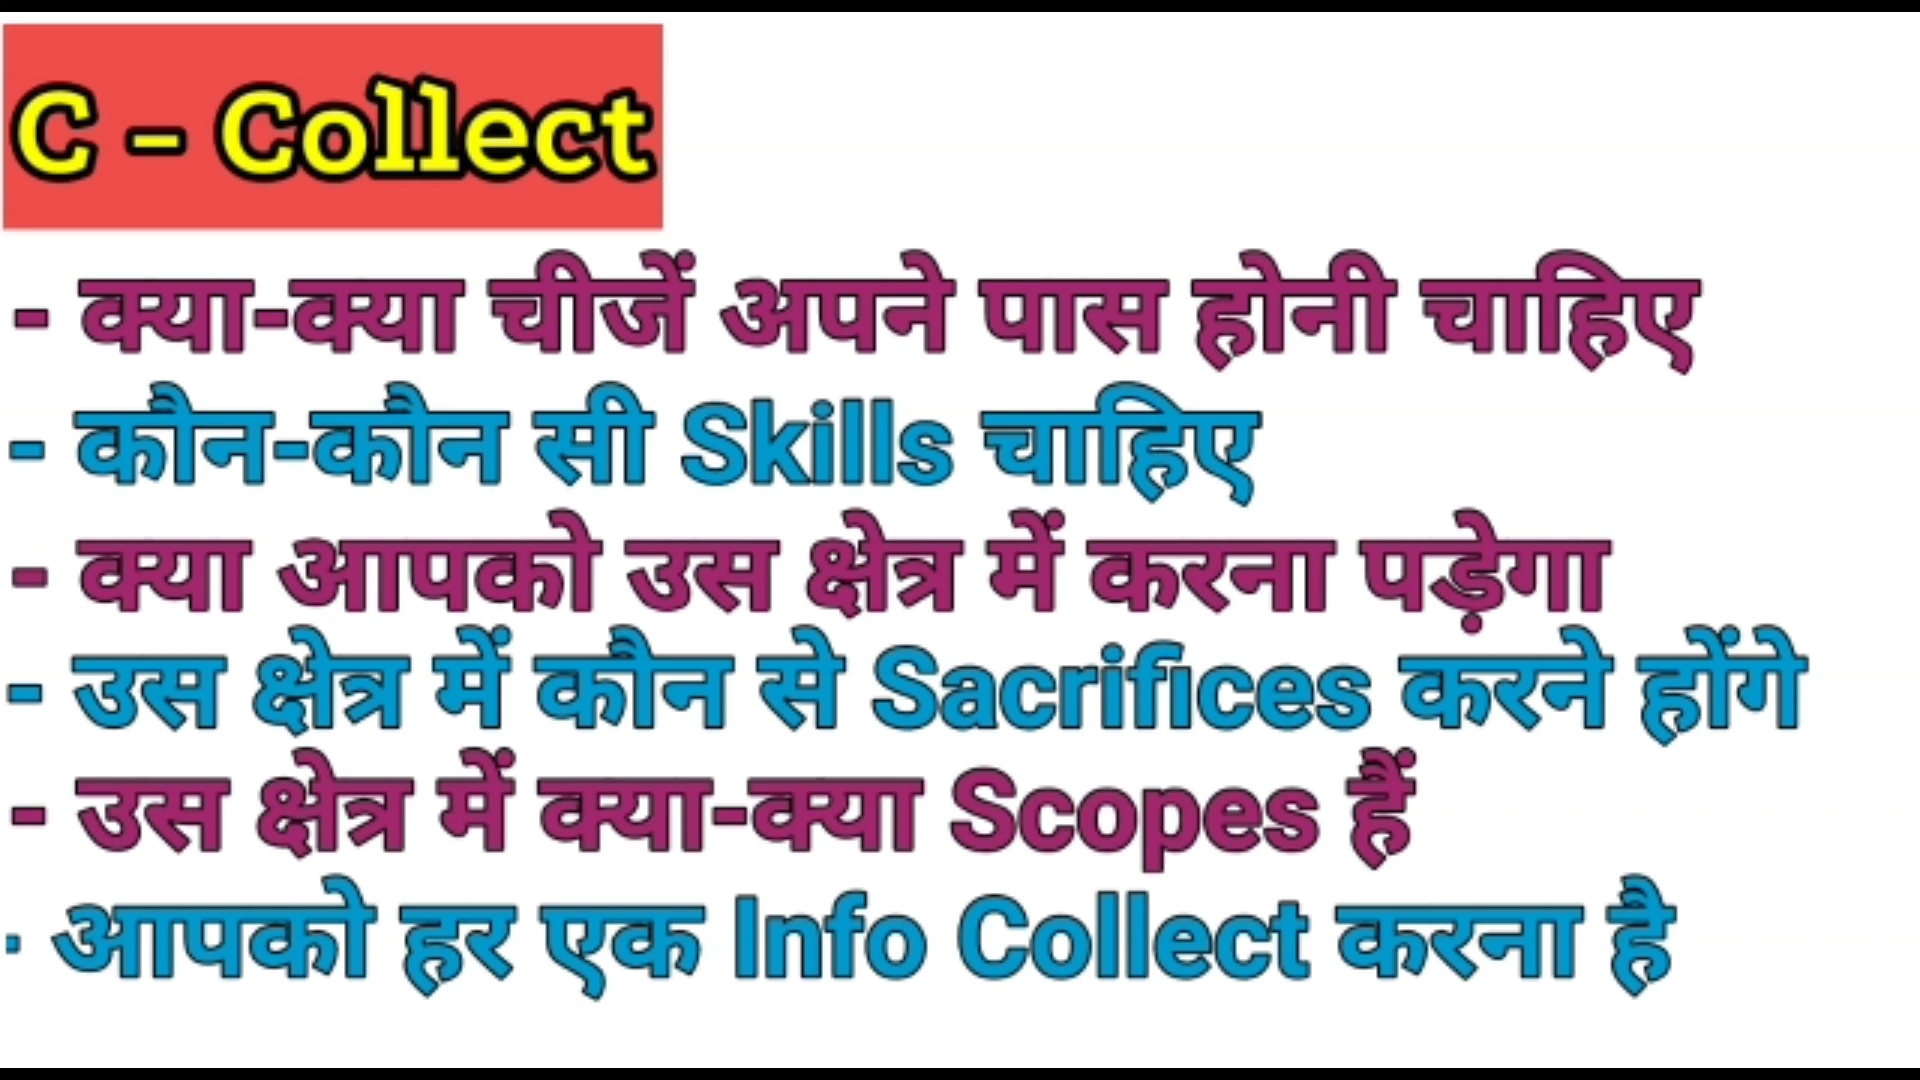 C - Collect
- क्या-क्या चीजें अपने पास होनी चाहिए
- कौन-कौन सी Skills चाहिए
- क्या आपको उस क्षेत्र में करना पड़ेगा
- उस क्षेत्र में कौन से Sacrifices करने होंगे
- उस क्षेत्र में क्या-क्या Scopes हैं
- आपको हर एक Info Collect करना है